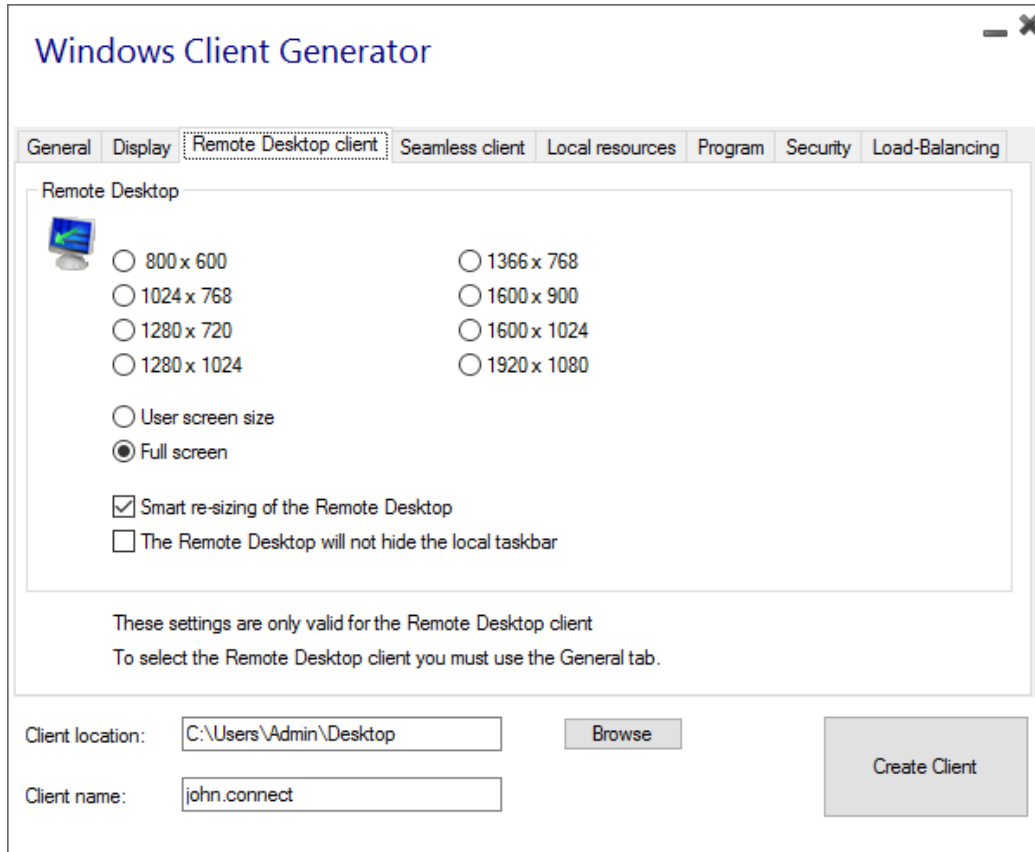 Windows Client Generator
General Display Remote Desktop client Seamless client Local resources Program Security Load-Balancing
Remote Desktop
800 x 600 1366 x 768
1024 x 768 1600 x 900
1280 x 720 1600 x 1024
1280 x 1024 1920 x 1080
User screen size
Full screen
Smart re-sizing of the Remote Desktop
The Remote Desktop will not hide the local taskbar
These settings are only valid for the Remote Desktop client
To select the Remote Desktop client you must use the General tab.
Client location: C:\Users\Admin\Desktop Browse
Create Client
Client name: john.connect